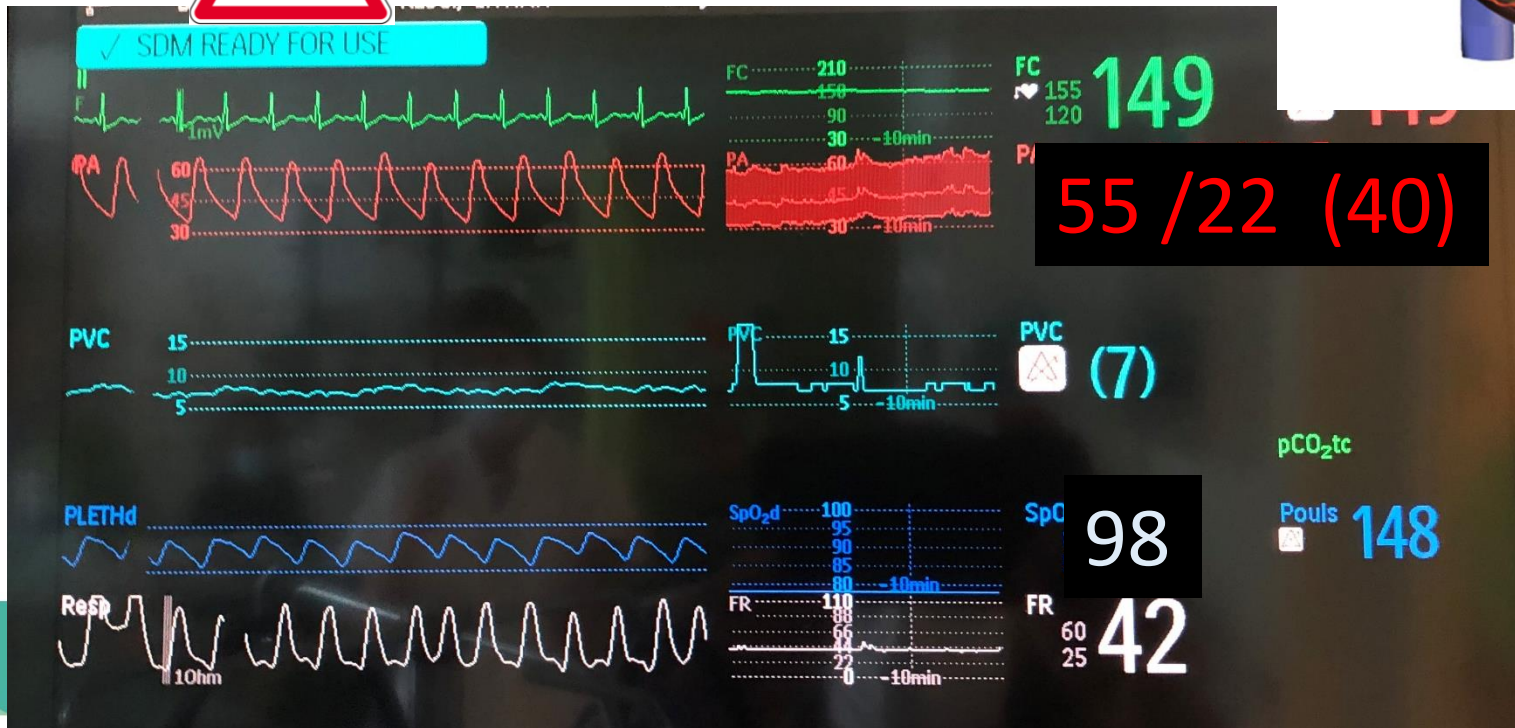 ✓ SDM READY FOR USE
II
F
1mV
FC
210
150
90
30
-10min
FC
155
120
149
149
PA
60
45
30
PA
60
45
30
-10min
55 /22 (40)
PVC
15
10
5
PVC
15
10
5
-10min
PVC
(7)
pCO₂tc
PLETHd
SpO₂d
100
95
90
85
80
-10min
98
Pouls
148
Resp
10hm
FR
110
88
66
44
22
0
-10min
FR
60
25
42